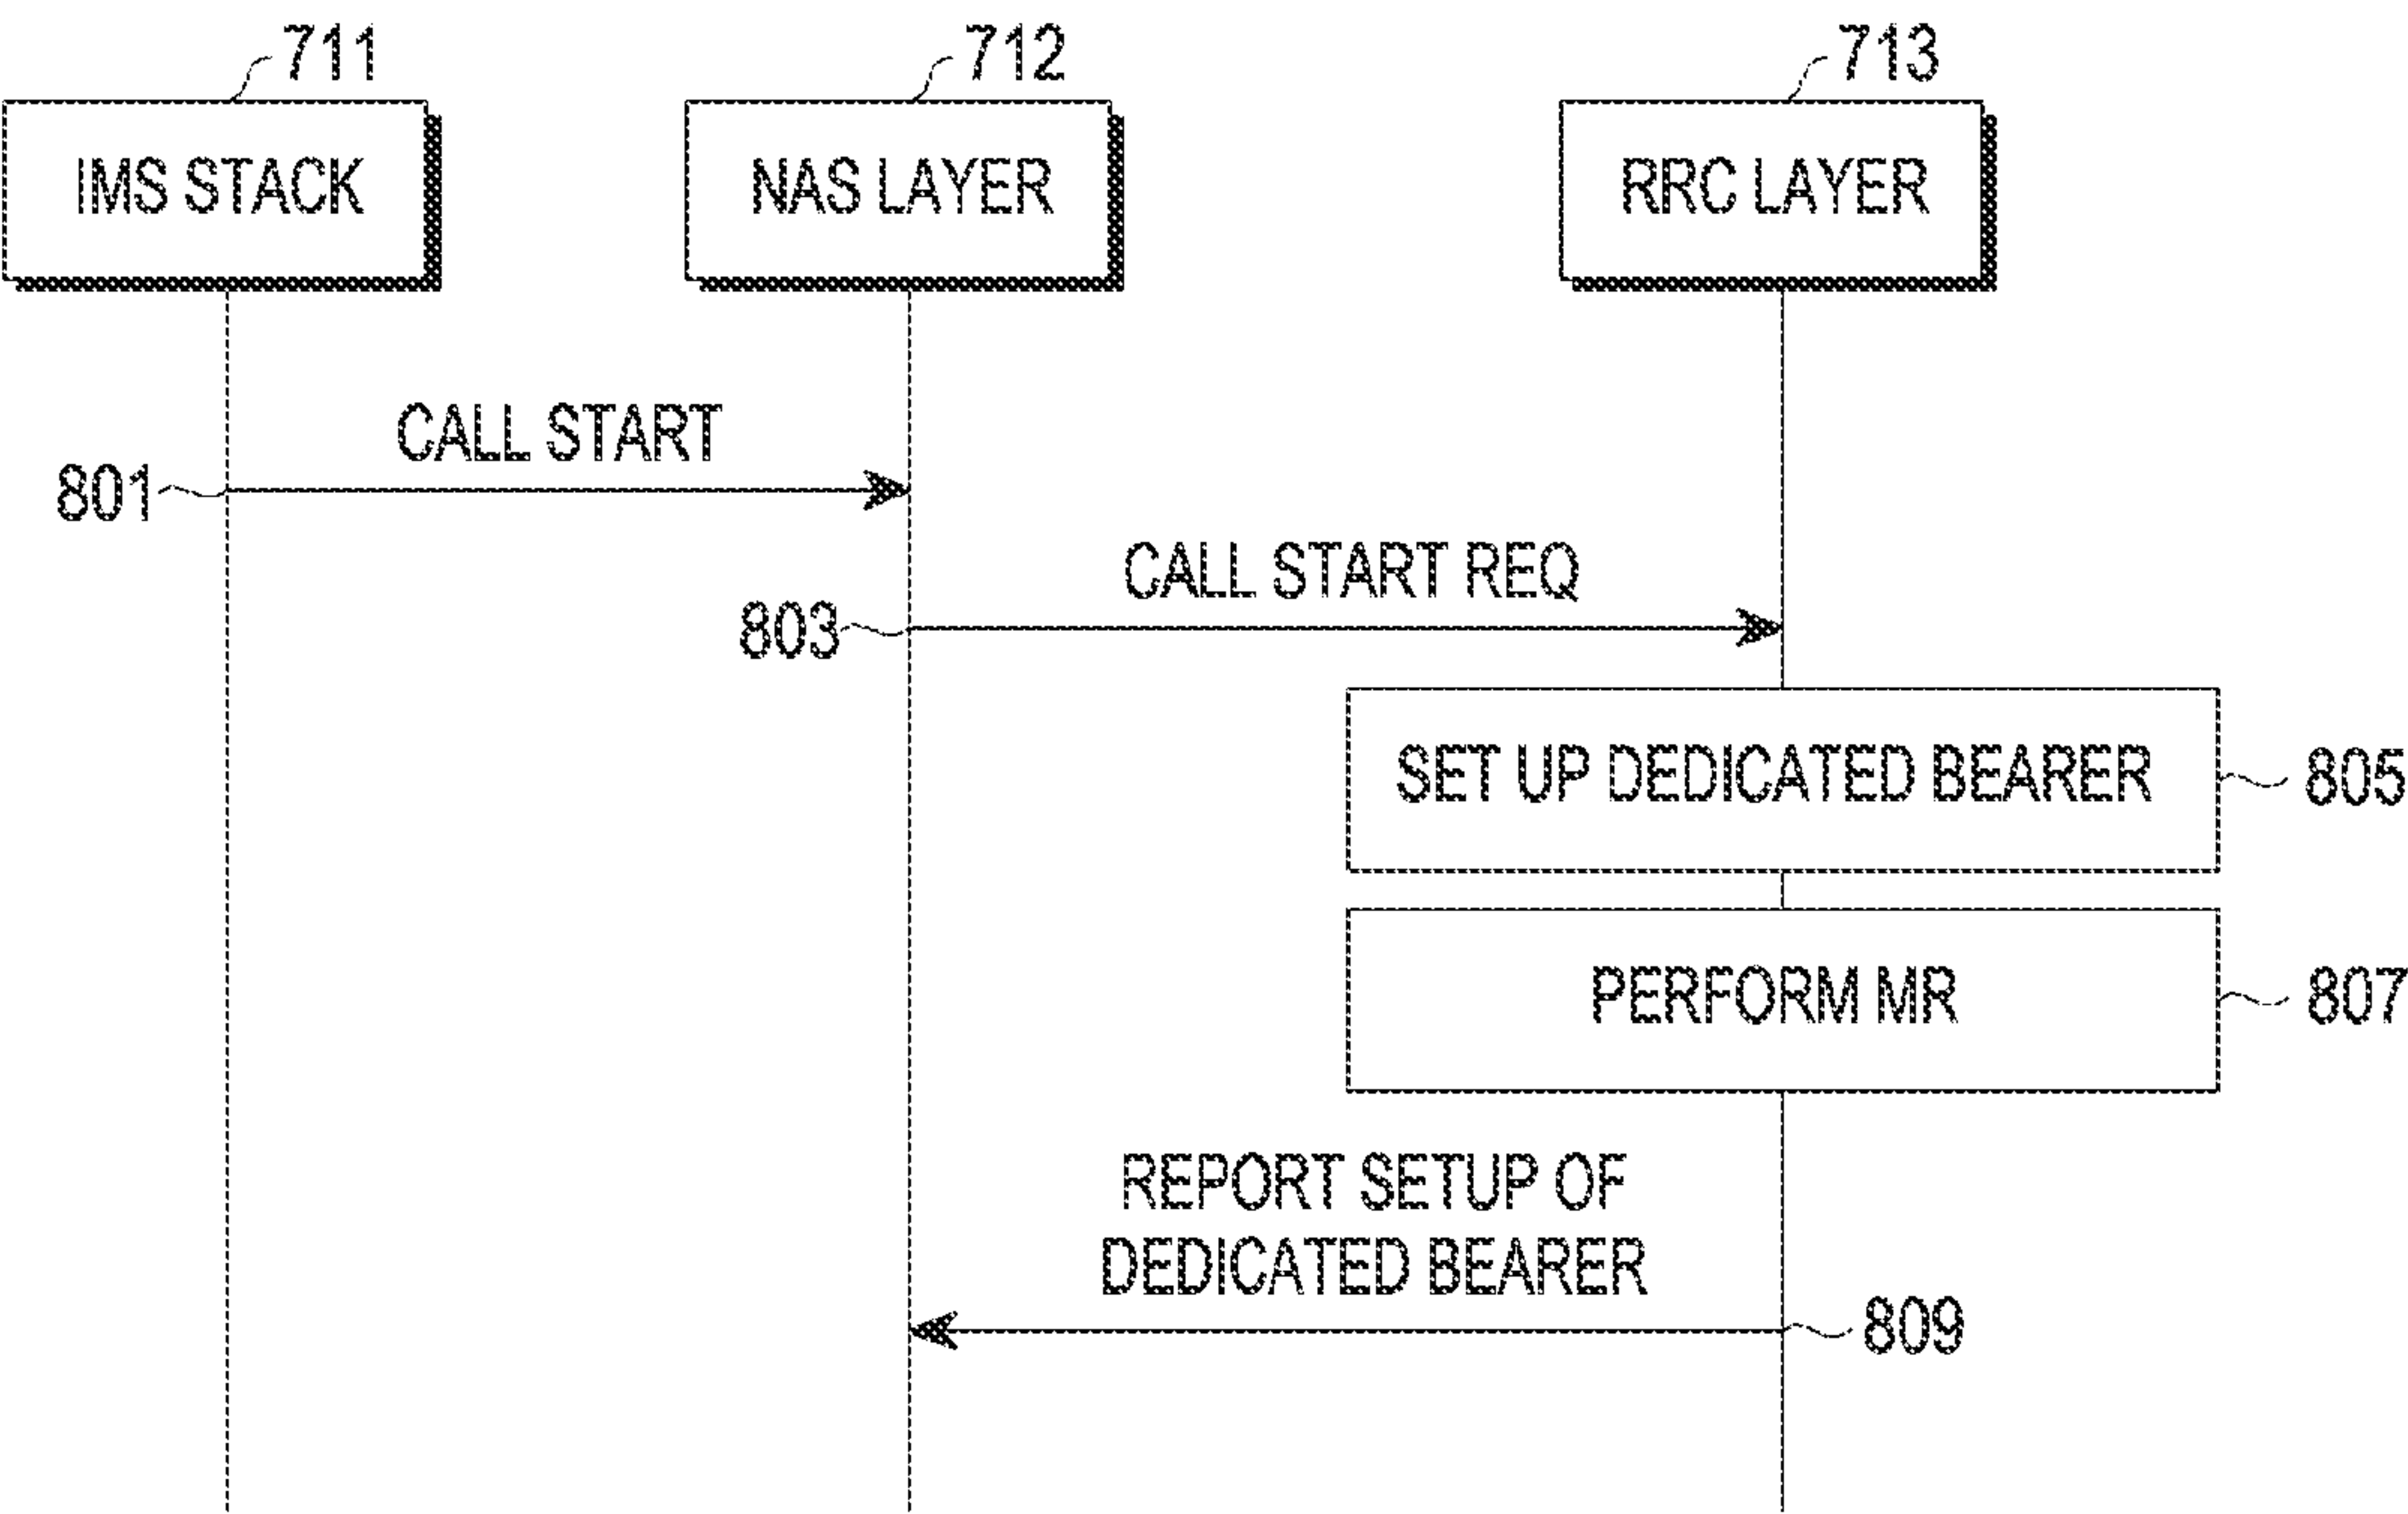 711
712
713
IMS STACK
NAS LAYER
RRC LAYER
CALL START
801
CALL START REQ
803
SET UP DEDICATED BEARER
805
PERFORM MR
807
REPORT SETUP OF
DEDICATED BEARER
809